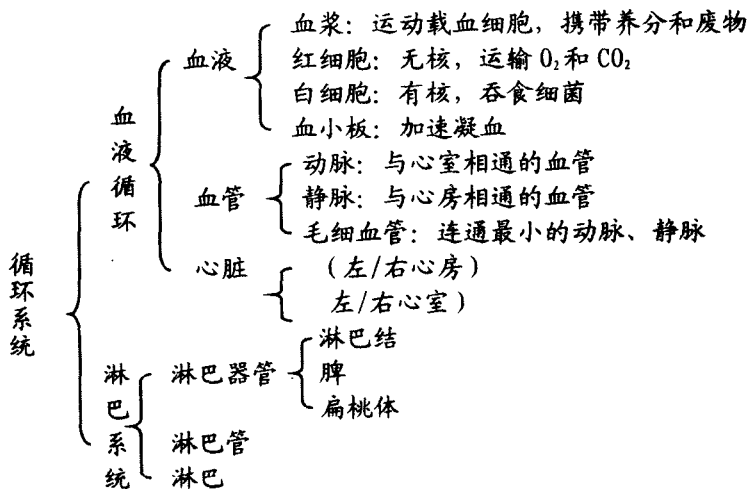 循环系统
血液循环
血液
血浆：运动载血细胞，携带养分和废物
红细胞：无核，运输 O₂和 CO₂
白细胞：有核，吞食细菌
血小板：加速凝血
血管
动脉：与心室相通的血管
静脉：与心房相通的血管
毛细血管：连通最小的动脉、静脉
心脏
（左/右心房）
左/右心室）
淋巴系统
淋巴器管
淋巴结
脾
扁桃体
淋巴管
淋巴